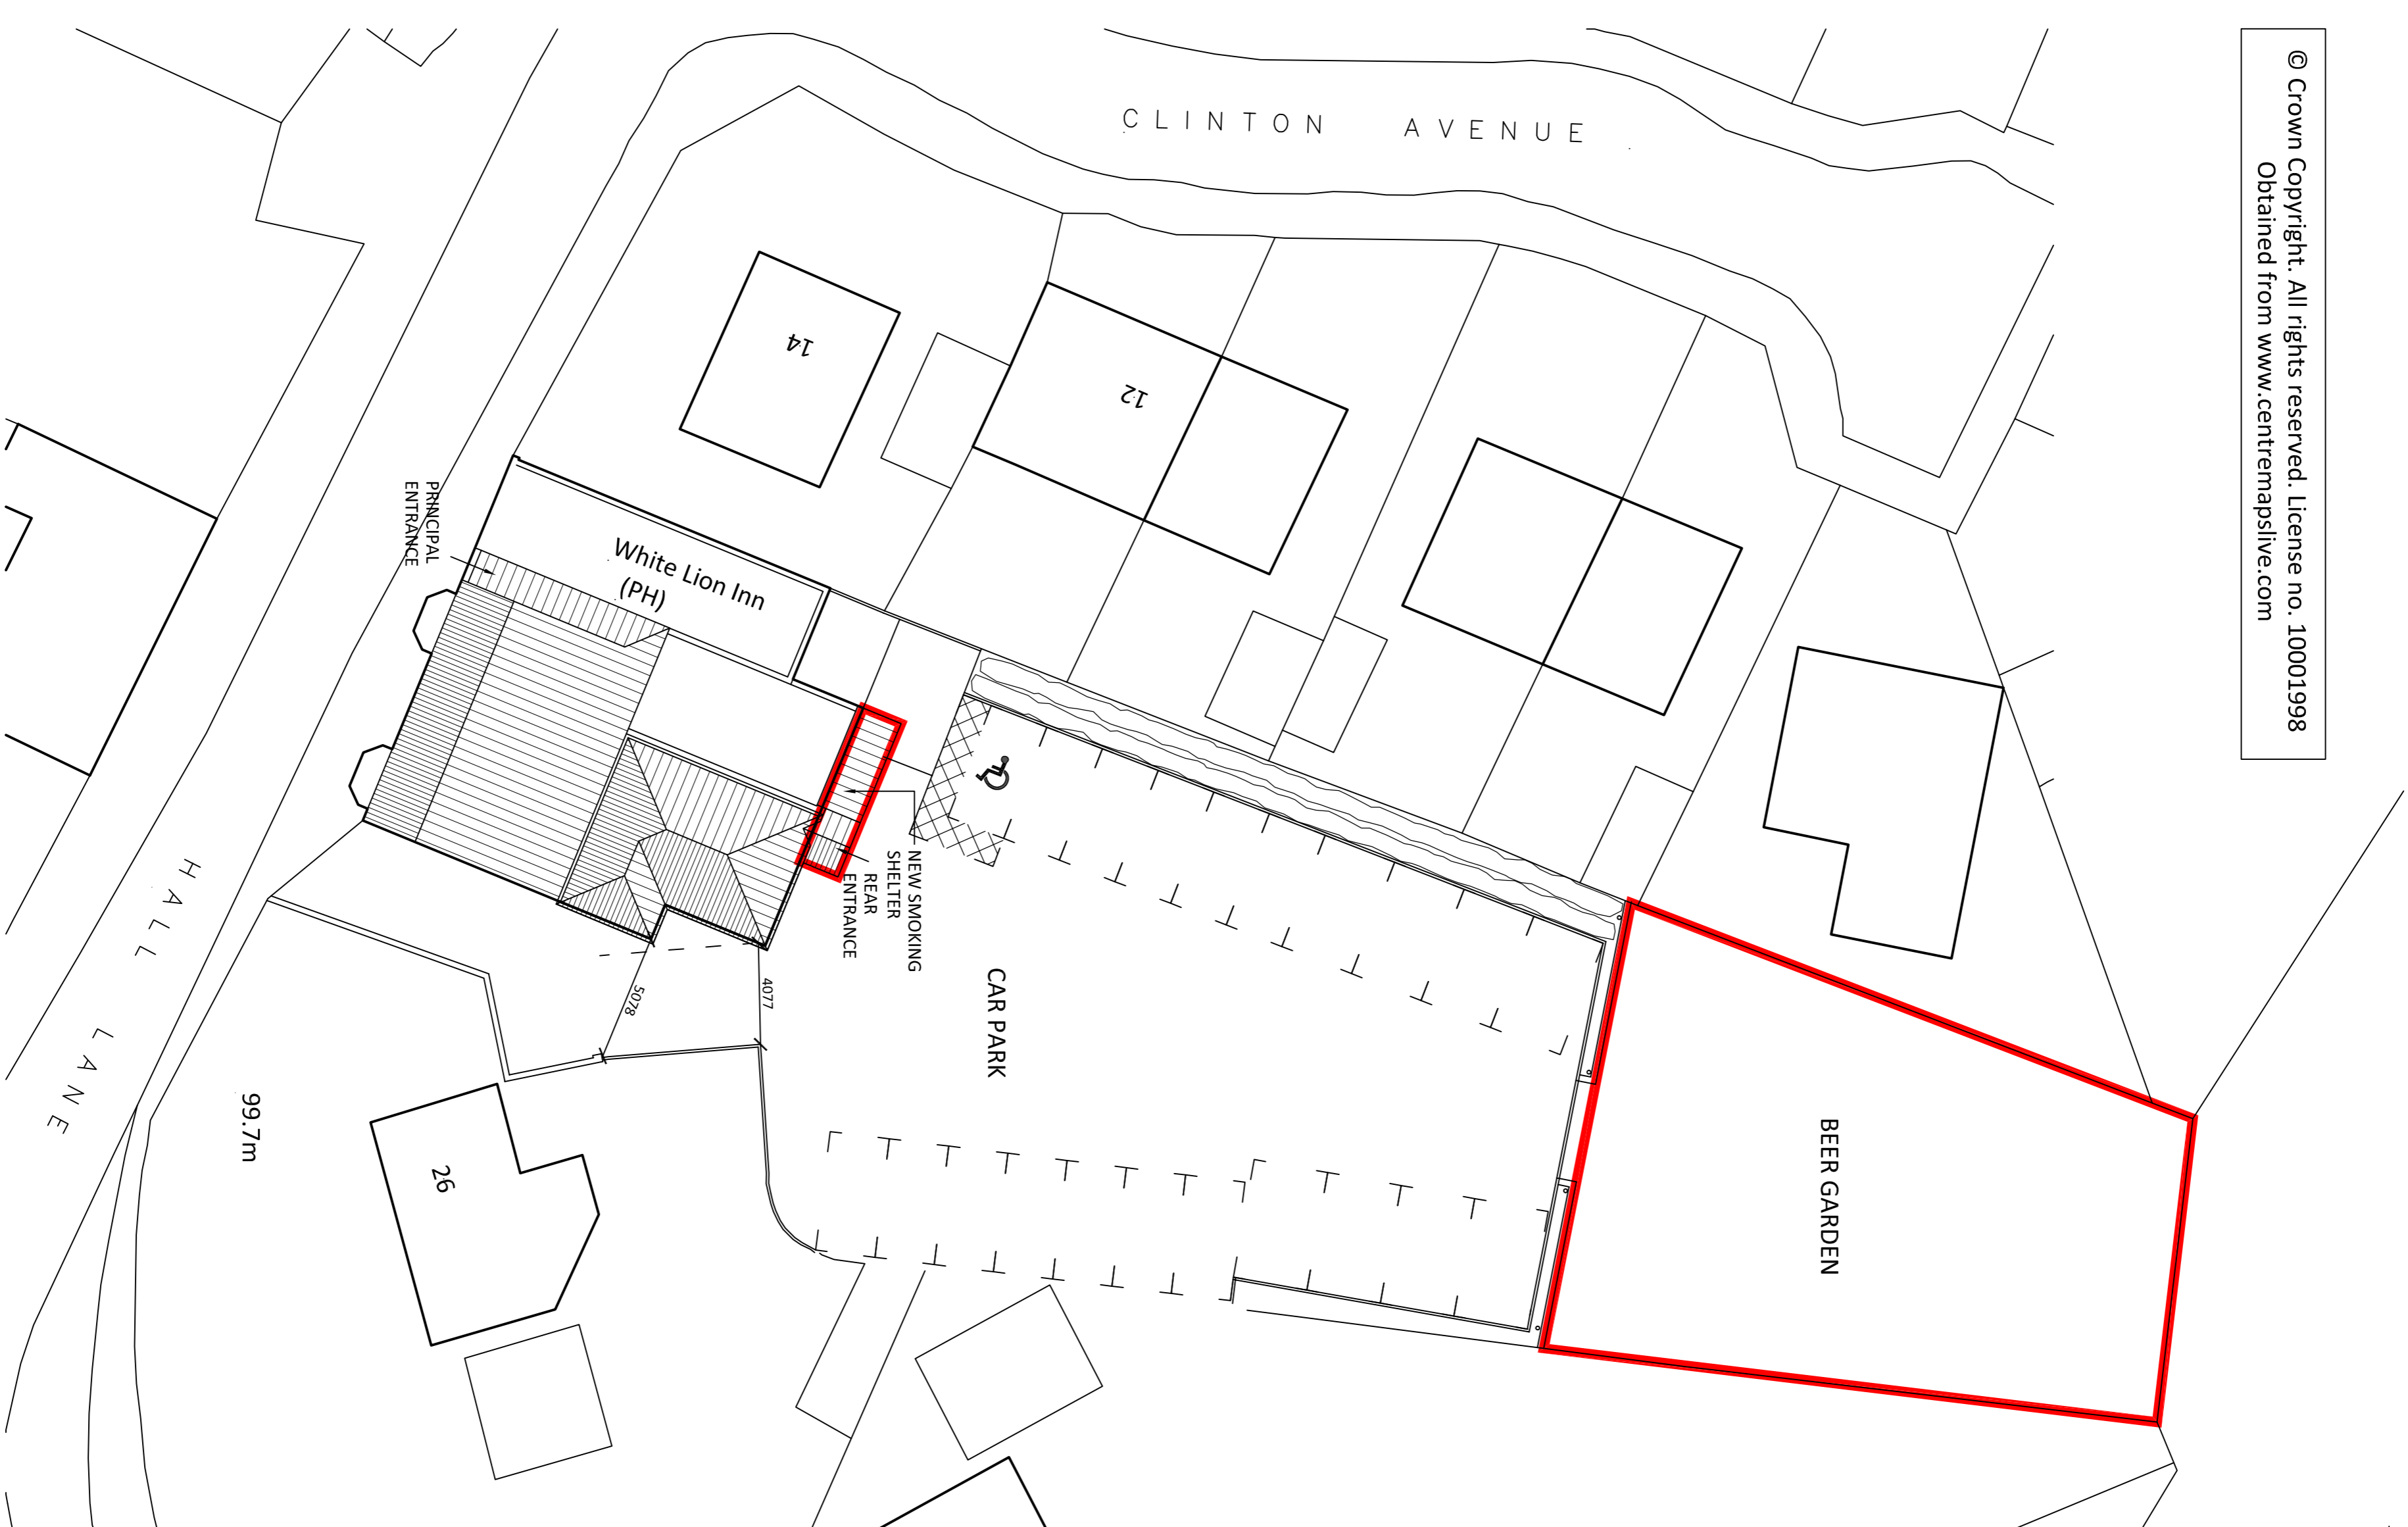 © Crown Copyright. All rights reserved. License no. 100019980
Obtained from www.centremapslive.com
CLINTON AVENUE
14
12
PRINCIPAL
ENTRANCE
White Lion Inn
(PH)
NEW SMOKING
SHELTER
REAR
ENTRANCE
CAR PARK
4077
5078
BEER GARDEN
HALL LANE
99.7m
26